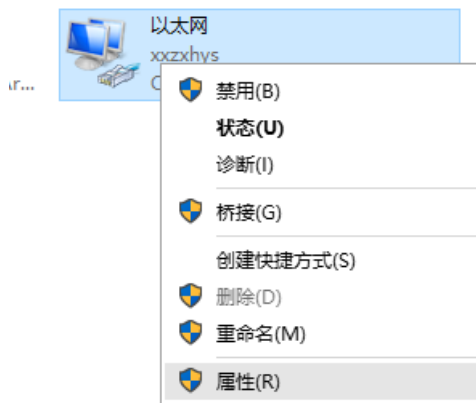 以太网
xxzxhys
r...
禁用(B)
状态(U)
诊断(I)
桥接(G)
创建快捷方式(S)
删除(D)
重命名(M)
属性(R)